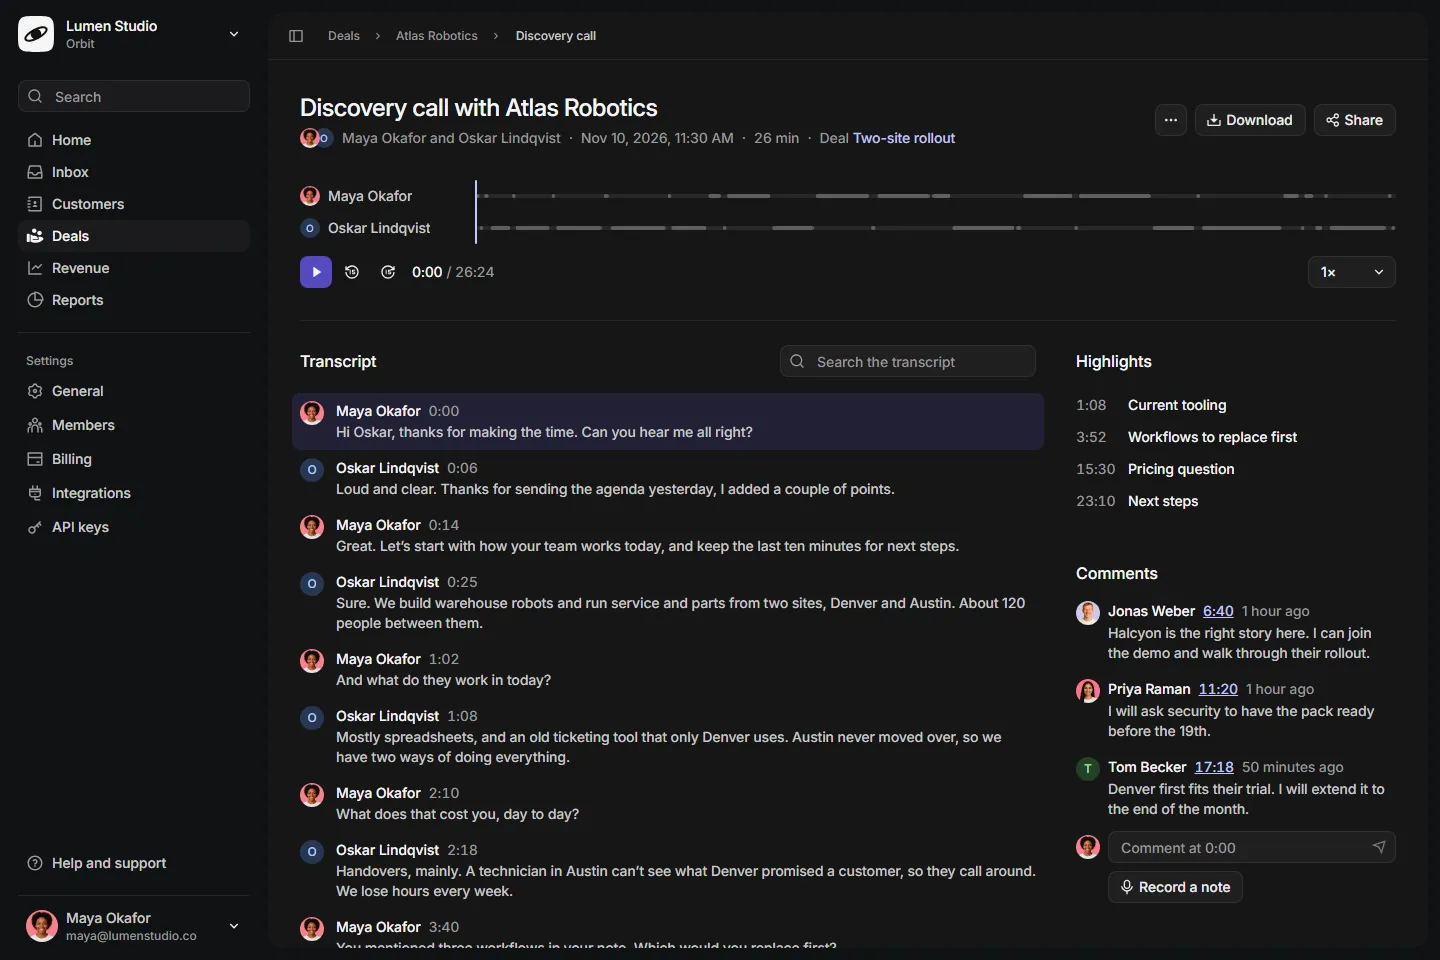 Lumen Studio
Orbit
Search
Home
Inbox
Customers
Deals
Revenue
Reports
Settings
General
Members
Billing
Integrations
API keys
Help and support
Maya Okafor
maya@lumenstudio.co
Deals
Atlas Robotics
Discovery call
Discovery call with Atlas Robotics
O
Maya Okafor and Oskar Lindqvist · Nov 10, 2026, 11:30 AM · 26 min · Deal Two-site rollout
Download
Share
Maya Okafor
O
Oskar Lindqvist
15
15
0:00 / 26:24
1×
Transcript
Search the transcript
Maya Okafor 0:00
Hi Oskar, thanks for making the time. Can you hear me all right?
O
Oskar Lindqvist 0:06
Loud and clear. Thanks for sending the agenda yesterday, I added a couple of points.
Maya Okafor 0:14
Great. Let’s start with how your team works today, and keep the last ten minutes for next steps.
O
Oskar Lindqvist 0:25
Sure. We build warehouse robots and run service and parts from two sites, Denver and Austin. About 120
people between them.
Maya Okafor 1:02
And what do they work in today?
O
Oskar Lindqvist 1:08
Mostly spreadsheets, and an old ticketing tool that only Denver uses. Austin never moved over, so we
have two ways of doing everything.
Maya Okafor 2:10
What does that cost you, day to day?
O
Oskar Lindqvist 2:18
Handovers, mainly. A technician in Austin can’t see what Denver promised a customer, so they call around.
We lose hours every week.
Maya Okafor 3:40
You mentioned three workflows in your note. Which would you replace first?
Highlights
1:08 Current tooling
3:52 Workflows to replace first
15:30 Pricing question
23:10 Next steps
Comments
Jonas Weber 6:40 1 hour ago
Halcyon is the right story here. I can join
the demo and walk through their rollout.
Priya Raman 11:20 1 hour ago
I will ask security to have the pack ready
before the 19th.
T
Tom Becker 17:18 50 minutes ago
Denver first fits their trial. I will extend it to
the end of the month.
Comment at 0:00
Record a note